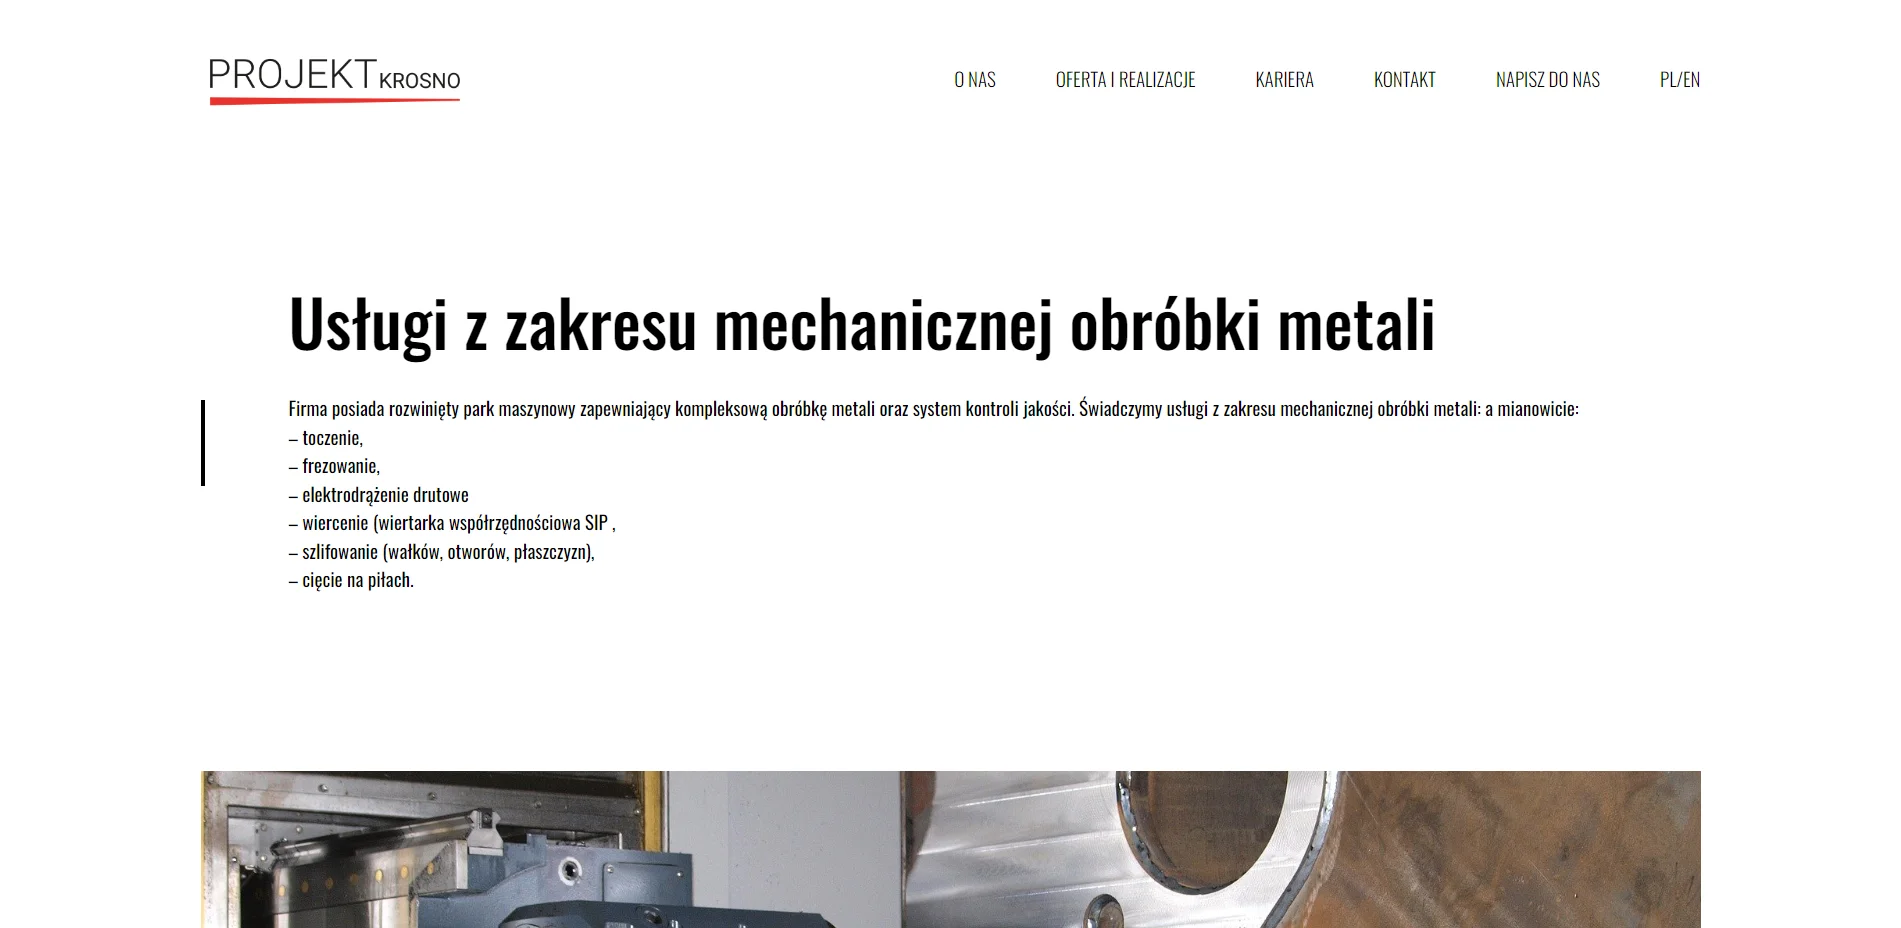 PROJEKT KROSNO
O NAS OFERTA I REALIZACJE KARIERA KONTAKT NAPISZ DO NAS PL/EN
Usługi z zakresu mechanicznej obróbki metali
Firma posiada rozwinięty park maszynowy zapewniający kompleksową obróbkę metali oraz system kontroli jakości. Świadczymy usługi z zakresu mechanicznej obróbki metali: a mianowicie:
– toczenie,
– frezowanie,
– elektrodrążenie drutowe
– wiercenie (wiertarka współrzędnościowa SIP ,
– szlifowanie (wałków, otworów, płaszczyzn),
– cięcie na piłach.